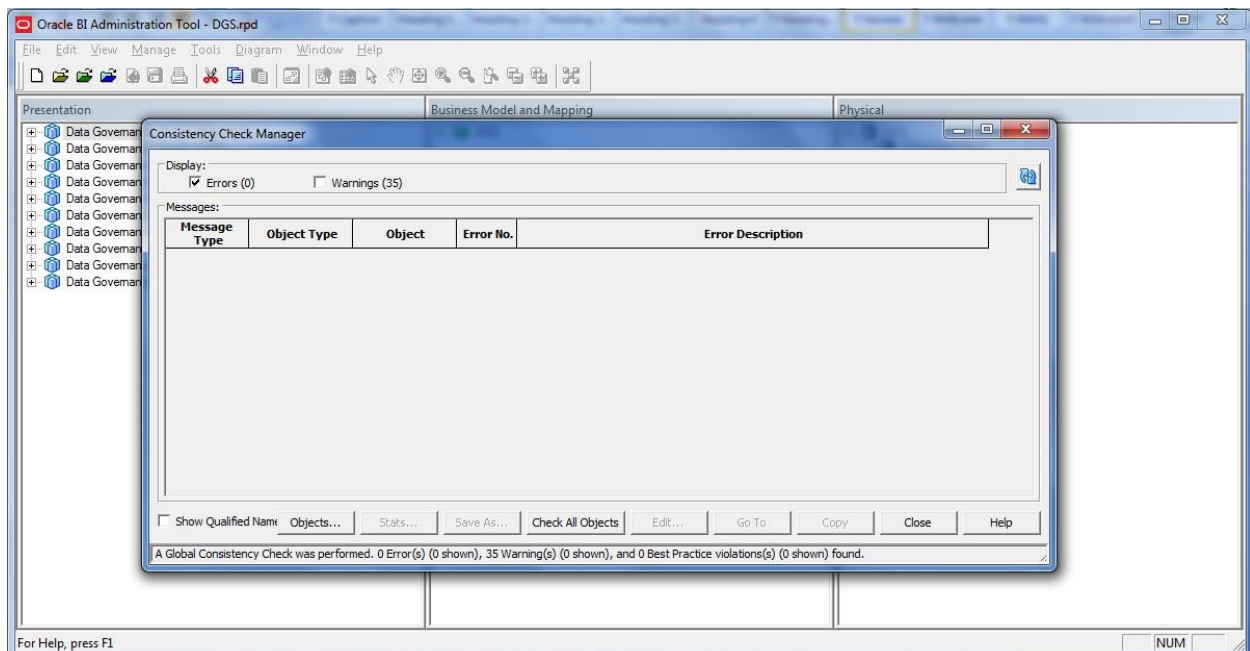 Oracle BI Administration Tool - DGS.rpd
File Edit View Manage Tools Diagram Window Help
Presentation
Business Model and Mapping
Physical
Data Governan
Data Governan
Data Governan
Data Governan
Data Governan
Data Governan
Data Governan
Data Governan
Data Governan
Data Governan
Consistency Check Manager
Display:
Errors (0)
Warnings (35)
Messages:
Message Type
Object Type
Object
Error No.
Error Description
Show Qualified Name
Objects...
Stats...
Save As...
Check All Objects
Edit...
Go To
Copy
Close
Help
A Global Consistency Check was performed. 0 Error(s) (0 shown), 35 Warning(s) (0 shown), and 0 Best Practice violations(s) (0 shown) found.
For Help, press F1
NUM